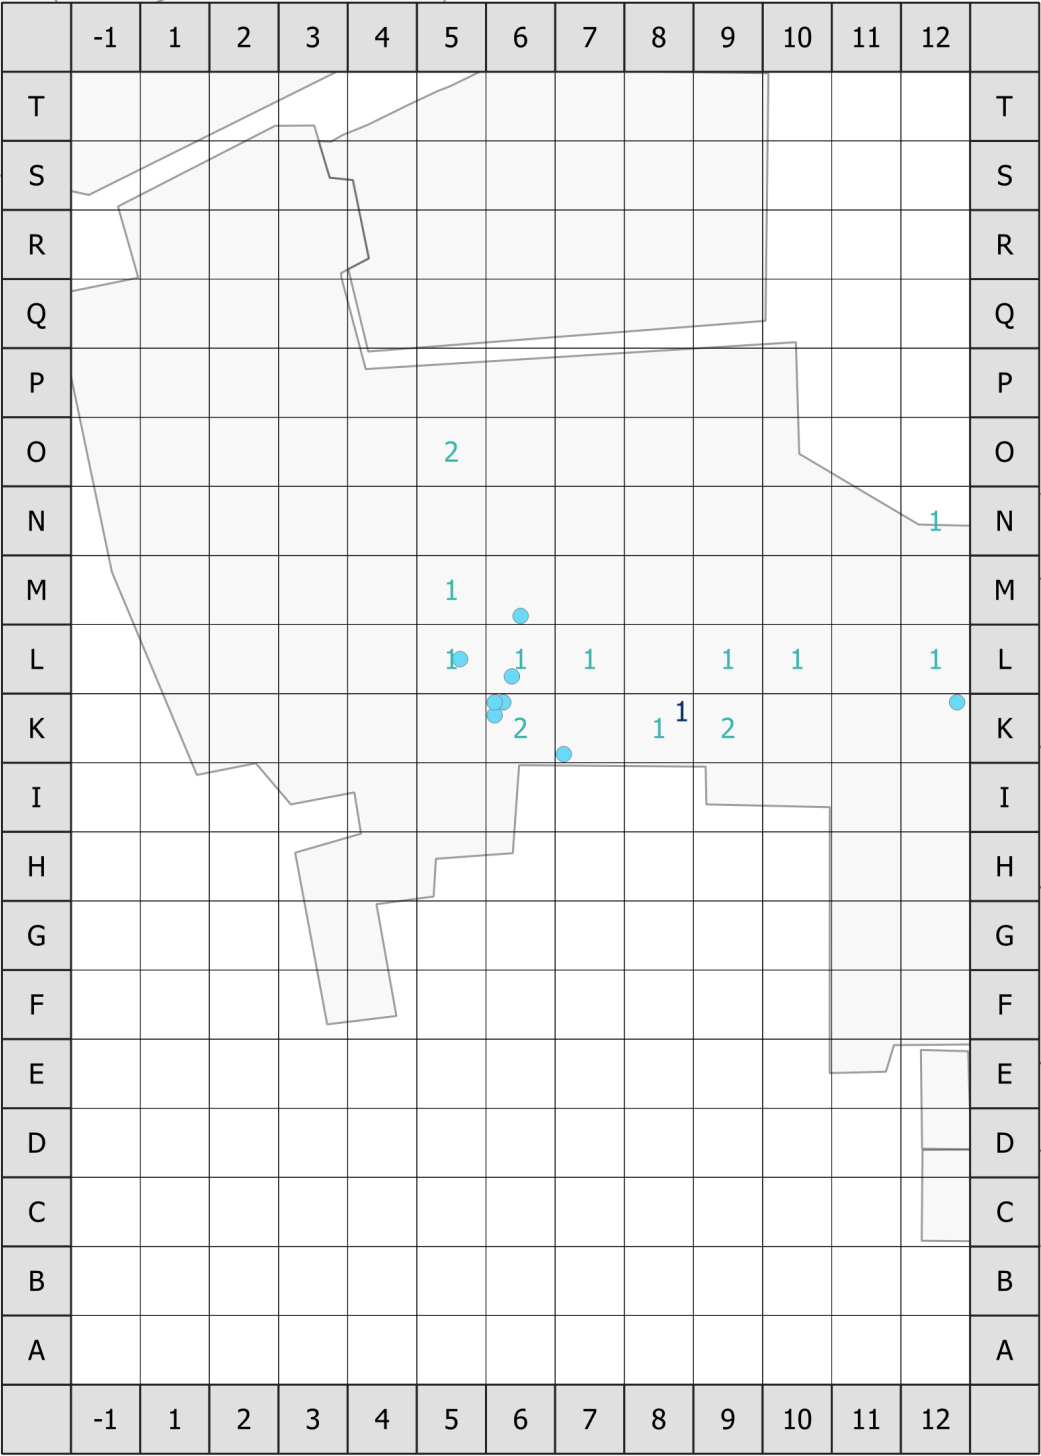 -1 1 2 3 4 5 6 7 8 9 10 11 12
T T
S S
R R
Q Q
P P
O 2 O
N 1 N
M 1 M
L 1 1 1 1 1 1 L
K 2 1 1 2 K
I I
H H
G G
F F
E E
D D
C C
B B
A A
-1 1 2 3 4 5 6 7 8 9 10 11 12